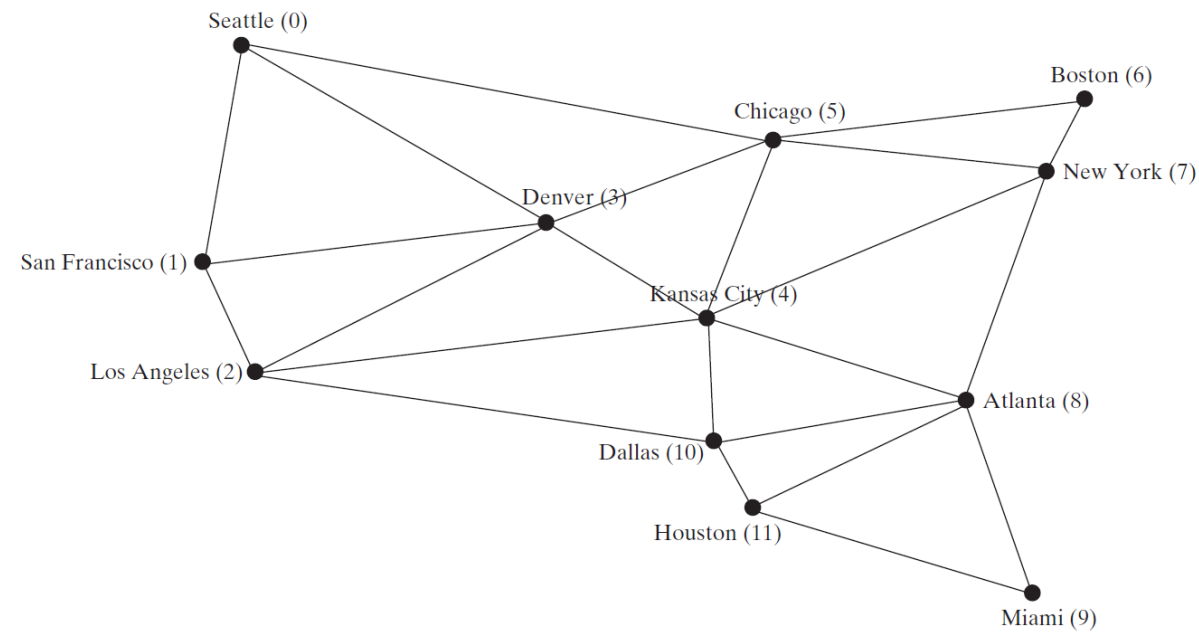 Seattle (0)
Boston (6)
Chicago (5)
New York (7)
Denver (3)
San Francisco (1)
Kansas City (4)
Los Angeles (2)
Atlanta (8)
Dallas (10)
Houston (11)
Miami (9)